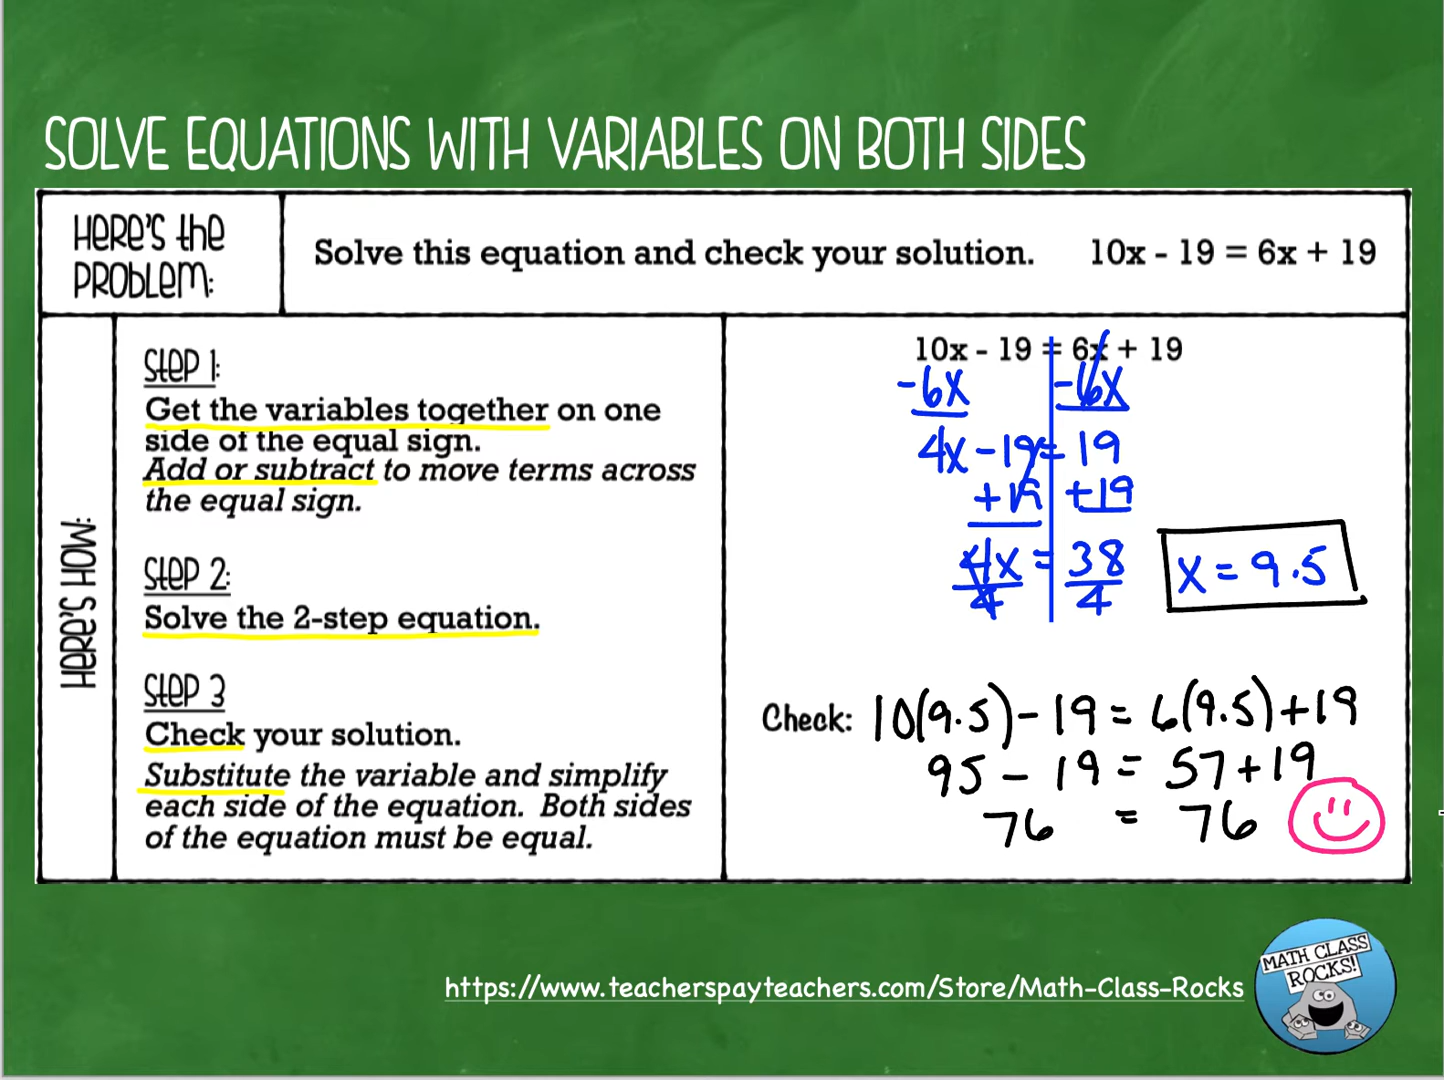 SOLVE EQUATIONS WITH VARIABLES ON BOTH SIDES
HERE'S the PROBLEM:
Solve this equation and check your solution. 10x - 19 = 6x + 19
HERE'S HOW:
Step 1:
Get the variables together on one
side of the equal sign.
Add or subtract to move terms across
the equal sign.
Step 2:
Solve the 2-step equation.
Step 3
Check your solution.
Substitute the variable and simplify
each side of the equation. Both sides
of the equation must be equal.
10x - 19 = 6x + 19
-6x -6x
4x - 19 = 19
+19 +19
4x = 38
4 4
x = 9.5
Check: 10(9.5) - 19 = 6(9.5) + 19
95 - 19 = 57 + 19
76 = 76
https://www.teacherspayteachers.com/Store/Math-Class-Rocks
MATH CLASS
ROCKS!